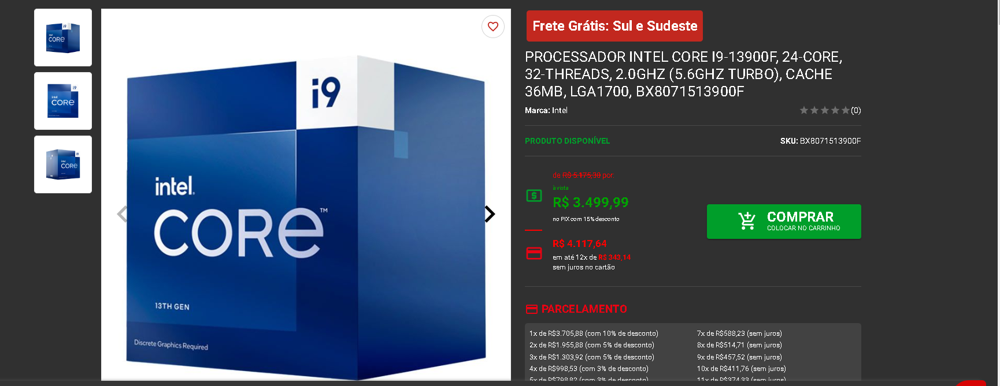 i9
intel
CORE
i9
intel
CORE
i9
intel
CORE
i9
intel.
CORE™
13TH GEN
Discrete Graphics Required
Frete Grátis: Sul e Sudeste
PROCESSADOR INTEL CORE I9-13900F, 24-CORE,
32-THREADS, 2.0GHZ (5.6GHZ TURBO), CACHE
36MB, LGA1700, BX8071513900F
Marca: Intel
(0)
PRODUTO DISPONÍVEL
SKU: BX8071513900F
de R$ 5.175,30 por:
à vista
R$ 3.499,99
no PIX com 15% desconto
COMPRAR
COLOCAR NO CARRINHO
R$ 4.117,64
em até 12x de R$ 343,14
sem juros no cartão
PARCELAMENTO
1x de R$3.705,88 (com 10% de desconto)
2x de R$1.955,88 (com 5% de desconto)
3x de R$1.303,92 (com 5% de desconto)
4x de R$998,53 (com 3% de desconto)
5x de R$798,82 (com 3% de desconto)
7x de R$588,23 (sem juros)
8x de R$514,71 (sem juros)
9x de R$457,52 (sem juros)
10x de R$411,76 (sem juros)
11x de R$374,33 (sem juros)